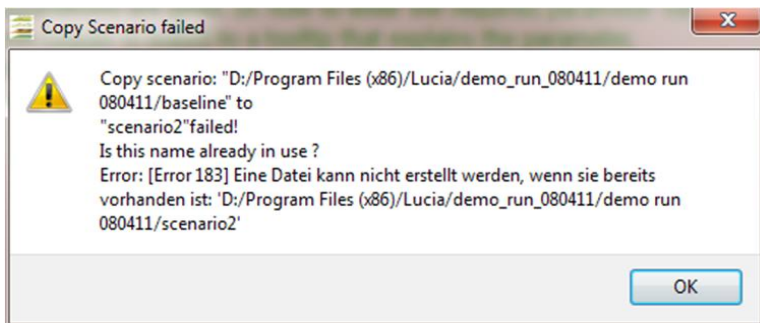 Copy Scenario failed
Copy scenario: "D:/Program Files (x86)/Lucia/demo_run_080411/demo run
080411/baseline" to
"scenario2"failed!
Is this name already in use ?
Error: [Error 183] Eine Datei kann nicht erstellt werden, wenn sie bereits
vorhanden ist: 'D:/Program Files (x86)/Lucia/demo_run_080411/demo run
080411/scenario2'
OK